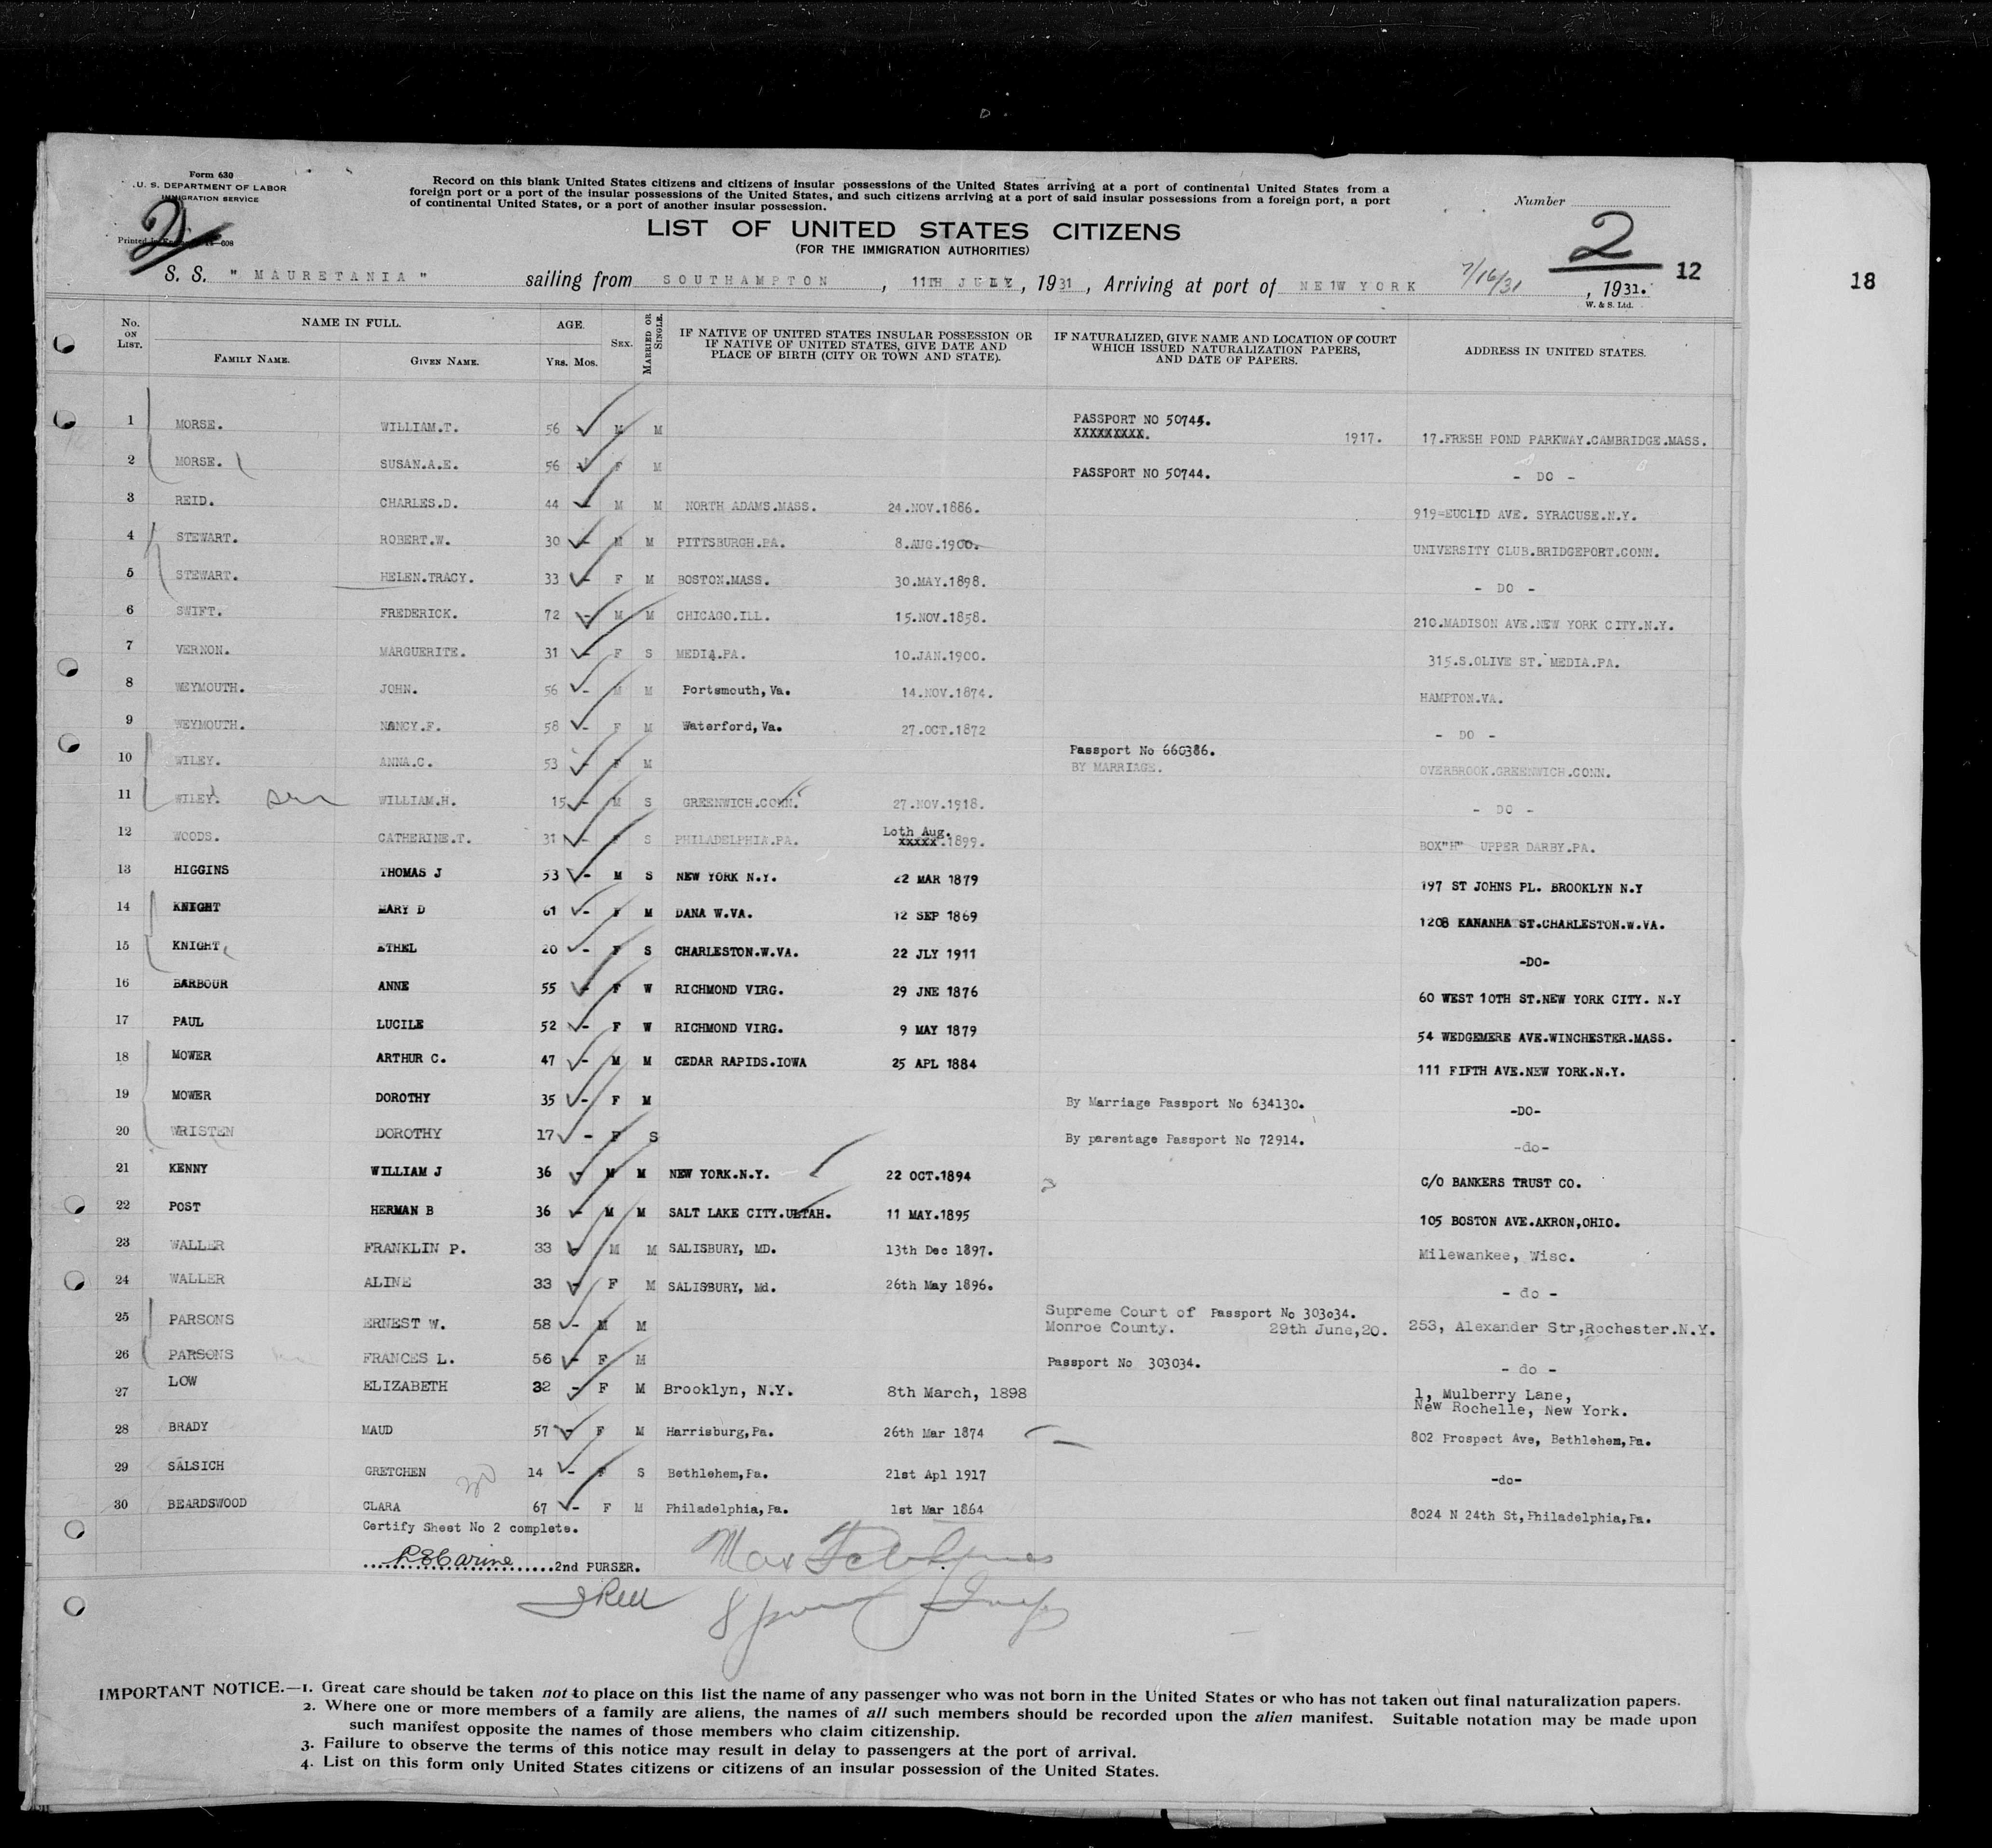 Form 630
U. S. DEPARTMENT OF LABOR
IMMIGRATION SERVICE
Record on this blank United States citizens and citizens of insular possessions of the United States arriving at a port of continental United States from a
foreign port or a port of the insular possessions of the United States, and such citizens arriving at a port of said insular possessions from a foreign port, a port
of continental United States, or a port of another insular possession.
Number
2
2
LIST OF UNITED STATES CITIZENS
(FOR THE IMMIGRATION AUTHORITIES)
12
18
S. S. " MAURETANIA " sailing from SOUTHAMPTON, 11TH JULY, 1931, Arriving at port of NEW YORK 7/16/31, 1931.
W. & S. Ltd.
No. ON LIST. NAME IN FULL. AGE. SEX. MARRIED OR SINGLE. IF NATIVE OF UNITED STATES INSULAR POSSESSION OR IF NATIVE OF UNITED STATES, GIVE DATE AND PLACE OF BIRTH (CITY OR TOWN AND STATE). IF NATURALIZED, GIVE NAME AND LOCATION OF COURT WHICH ISSUED NATURALIZATION PAPERS, AND DATE OF PAPERS. ADDRESS IN UNITED STATES.
FAMILY NAME. GIVEN NAME. YRS. MOS.
1 MORSE. WILLIAM.T. 56 M M PASSPORT NO 50745. XXXXXXXXX. 1917. 17.FRESH POND PARKWAY.CAMBRIDGE.MASS.
2 MORSE. SUSAN.A.E. 56 F M PASSPORT NO 50744. - DO -
3 REID. CHARLES.D. 44 M M NORTH ADAMS.MASS. 24.NOV.1886. 919=EUCLID AVE. SYRACUSE.N.Y.
4 STEWART. ROBERT.W. 30 - M M PITTSBURGH.PA. 8.AUG.1900. UNIVERSITY CLUB.BRIDGEPORT.CONN.
5 STEWART. HELEN.TRACY. 33 - F M BOSTON.MASS. 30.MAY.1898. - DO -
6 SWIFT. FREDERICK. 72 - M M CHICAGO.ILL. 15.NOV.1858. 210.MADISON AVE.NEW YORK CITY.N.Y.
7 VERNON. MARGUERITE. 31 - F S MEDIA.PA. 10.JAN.1900. 315.S.OLIVE ST. MEDIA.PA.
8 WEYMOUTH. JOHN. 56 - M M Portsmouth,Va. 14.NOV.1874. HAMPTON.VA.
9 WEYMOUTH. NANCY.F. 58 - F M Waterford,Va. 27.OCT.1872 - DO -
10 WILEY. ANNA.C. 53 - F M Passport No 660386. BY MARRIAGE. OVERBROOK.GREENWICH.CONN.
11 WILEY. son WILLIAM.H. 15 - M S GREENWICH.CONN. 27.NOV.1918. - DO -
12 WOODS. CATHERINE.T. 31 - F S PHILADELPHIA.PA. Loth Aug. XXXXX.1899. BOX"H" UPPER DARBY.PA.
13 HIGGINS THOMAS J 53 - M S NEW YORK N.Y. 22 MAR 1879 197 ST JOHNS PL. BROOKLYN N.Y
14 KNIGHT MARY D 61 - F M DANA W.VA. 12 SEP 1869 1208 KANANHA ST.CHARLESTON.W.VA.
15 KNIGHT ETHEL 20 - F S CHARLESTON.W.VA. 22 JLY 1911 -DO-
16 BARBOUR ANNE 55 - F W RICHMOND VIRG. 29 JNE 1876 60 WEST 10TH ST.NEW YORK CITY. N.Y
17 PAUL LUCILE 52 - F W RICHMOND VIRG. 9 MAY 1879 54 WEDGEMERE AVE.WINCHESTER.MASS.
18 MOWER ARTHUR C. 47 - M M CEDAR RAPIDS.IOWA 25 APL 1884 111 FIFTH AVE.NEW YORK.N.Y.
19 MOWER DOROTHY 35 - F M By Marriage Passport No 634130. -DO-
20 WRISTEN DOROTHY 17 - F S By parentage Passport No 72914. -do-
21 KENNY WILLIAM J 36 - M M NEW YORK.N.Y. 22 OCT.1894 C/O BANKERS TRUST CO.
22 POST HERMAN B 36 - M M SALT LAKE CITY.UTAH. 11 MAY.1895 105 BOSTON AVE.AKRON,OHIO.
23 WALLER FRANKLIN P. 33 - M M SALISBURY, MD. 13th Dec 1897. Milewankee, Wisc.
24 WALLER ALINE 33 - F M SALISBURY, Md. 26th May 1896. - do -
25 PARSONS ERNEST W. 58 - M M Supreme Court of Monroe County. Passport No 303034. 29th June,20. 253, Alexander Str,Rochester.N.Y.
26 PARSONS FRANCES L. 56 - F M Passport No 303034. - do -
27 LOW ELIZABETH 32 - F M Brooklyn, N.Y. 8th March, 1898 1, Mulberry Lane, New Rochelle, New York.
28 BRADY MAUD 57 - F M Harrisburg,Pa. 26th Mar 1874 802 Prospect Ave, Bethlehem,Pa.
29 SALSICH GRETCHEN 14 - F S Bethlehem,Pa. 21st Apl 1917 -do-
30 BEARDSWOOD CLARA 67 - F M Philadelphia,Pa. 1st Mar 1864 8024 N 24th St,Philadelphia,Pa.
Certify Sheet No 2 complete.
2nd PURSER.
IMPORTANT NOTICE.—1. Great care should be taken not to place on this list the name of any passenger who was not born in the United States or who has not taken out final naturalization papers.
2. Where one or more members of a family are aliens, the names of all such members should be recorded upon the alien manifest. Suitable notation may be made upon
such manifest opposite the names of those members who claim citizenship.
3. Failure to observe the terms of this notice may result in delay to passengers at the port of arrival.
4. List on this form only United States citizens or citizens of an insular possession of the United States.